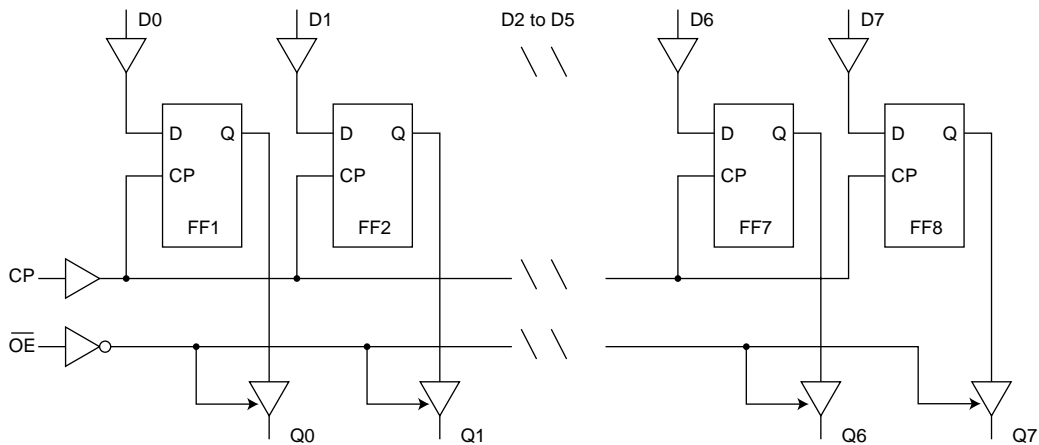 D0 D1 D2 to D5 D6 D7
D Q D Q D Q D Q
CP CP CP CP
FF1 FF2 FF7 FF8
CP
O̅E̅
Q0 Q1 Q6 Q7